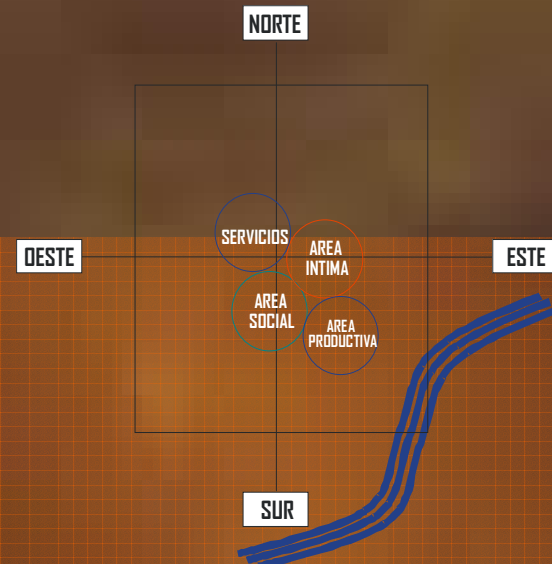 NORTE
SERVICIOS
OESTE
AREA
INTIMA
ESTE
AREA
SOCIAL
AREA
PRODUCTIVA
SUR